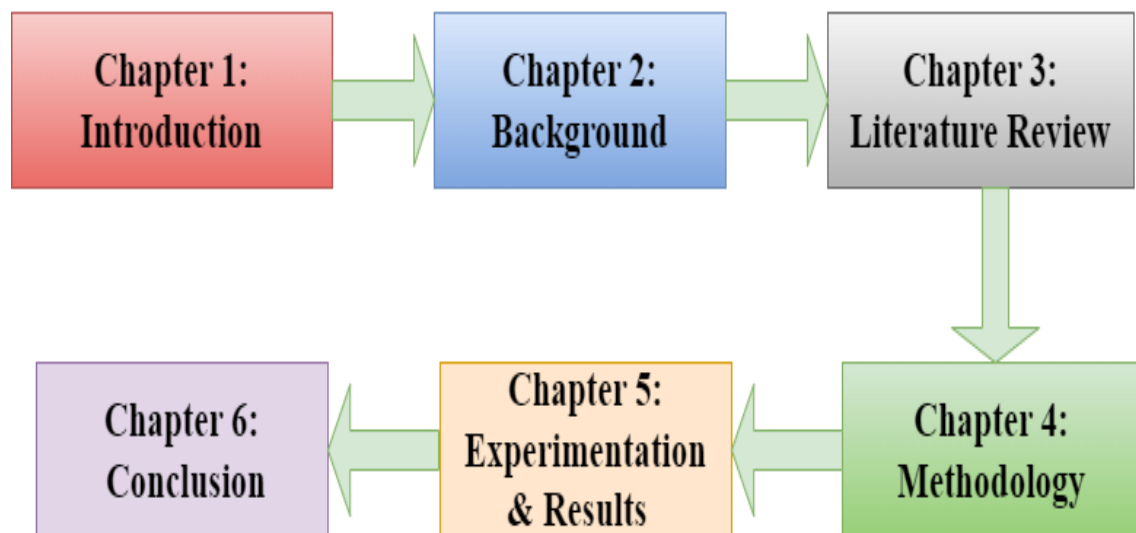 Chapter 1:
Introduction
Chapter 2:
Background
Chapter 3:
Literature Review
Chapter 4:
Methodology
Chapter 5:
Experimentation
& Results
Chapter 6:
Conclusion